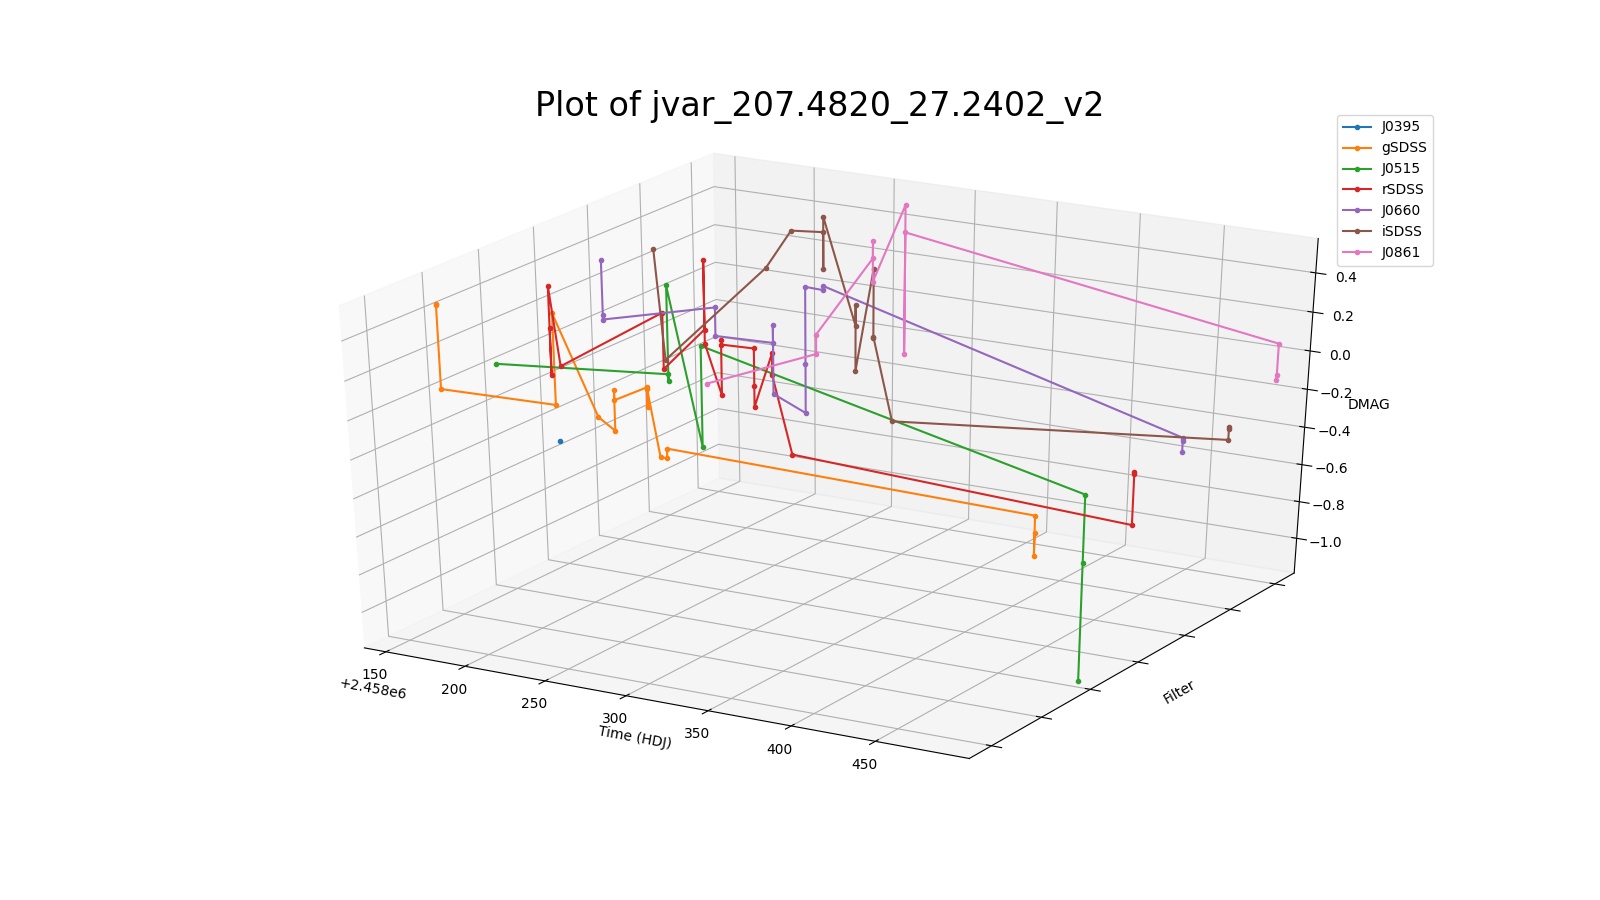 Plot of jvar_207.4820_27.2402_v2
J0395
gSDSS
J0515
rSDSS
J0660
iSDSS
J0861
0.4
0.2
0.0
−0.2
DMAG
−0.4
−0.6
−0.8
−1.0
150
+2.458e6
200
250
300
350
400
450
Time (HDJ)
Filter